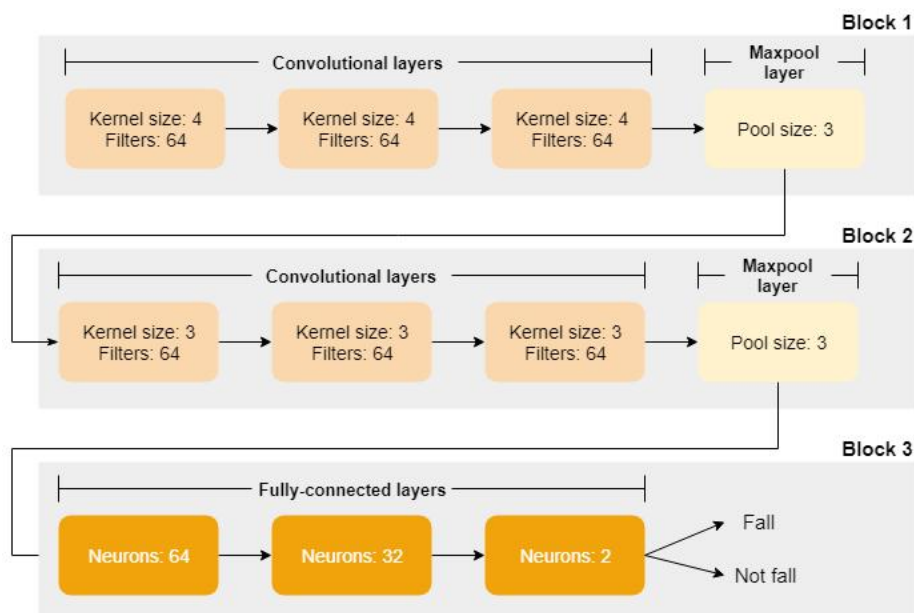 Block 1
Convolutional layers
Maxpool
layer
Kernel size: 4
Filters: 64
Kernel size: 4
Filters: 64
Kernel size: 4
Filters: 64
Pool size: 3
Block 2
Convolutional layers
Maxpool
layer
Kernel size: 3
Filters: 64
Kernel size: 3
Filters: 64
Kernel size: 3
Filters: 64
Pool size: 3
Block 3
Fully-connected layers
Neurons: 64
Neurons: 32
Neurons: 2
Fall
Not fall